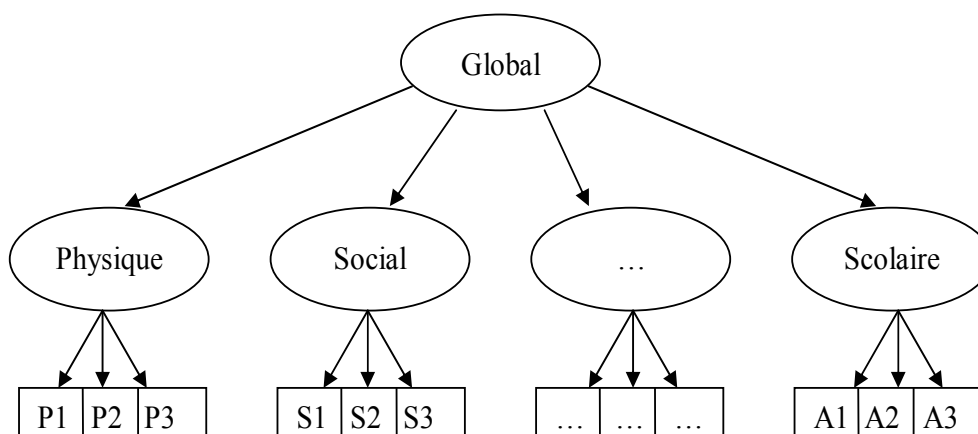 Global
Physique Social … Scolaire
P1 P2 P3 S1 S2 S3 … … … A1 A2 A3